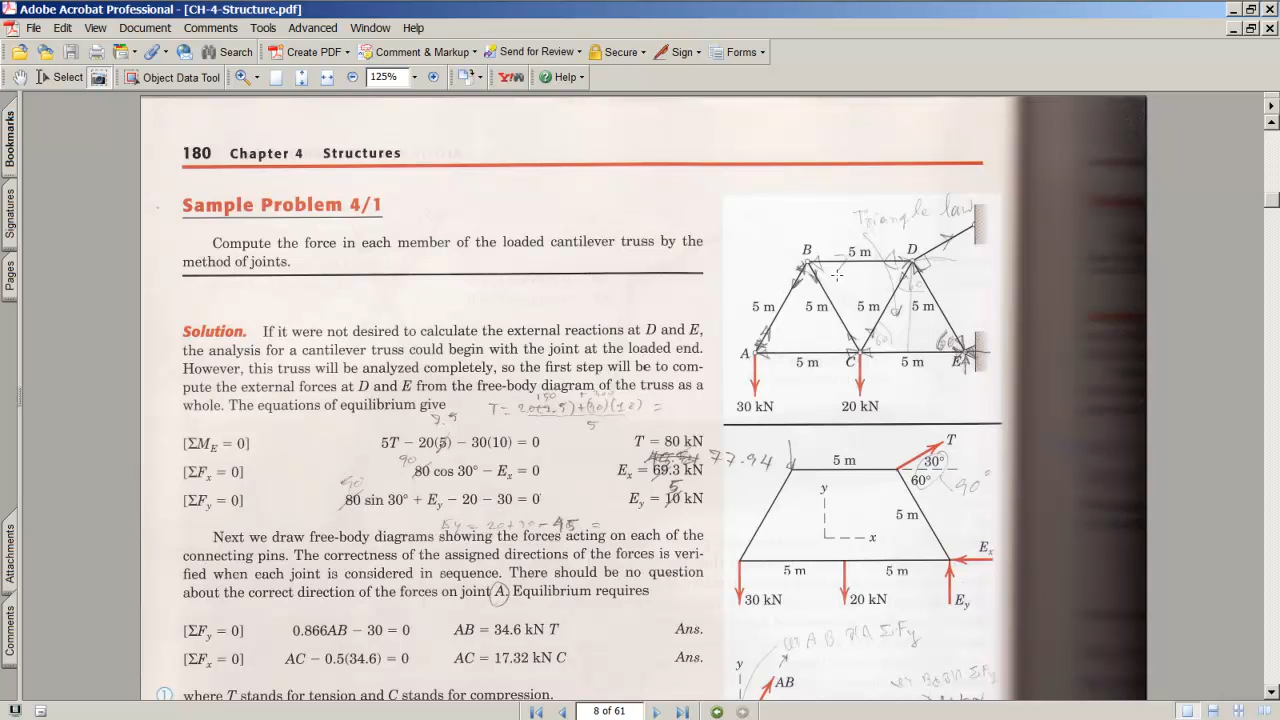 Adobe Acrobat Professional - [CH-4-Structure.pdf]
File Edit View Document Comments Tools Advanced Window Help
Search Create PDF Comment & Markup Send for Review Secure Sign Forms
Select Object Data Tool 125% Y! Help
Bookmarks
Signatures
Pages
Attachments
Comments
180 Chapter 4 Structures
Sample Problem 4/1
Compute the force in each member of the loaded cantilever truss by the
method of joints.
Solution. If it were not desired to calculate the external reactions at D and E,
the analysis for a cantilever truss could begin with the joint at the loaded end.
However, this truss will be analyzed completely, so the first step will be to com-
pute the external forces at D and E from the free-body diagram of the truss as a
whole. The equations of equilibrium give
[ΣM_E = 0] 5T − 20(5) − 30(10) = 0 T = 80 kN
[ΣF_x = 0] 80 cos 30° − E_x = 0 E_x = 69.3 kN 77.94
[ΣF_y = 0] 80 sin 30° + E_y − 20 − 30 = 0 E_y = 10 kN
Next we draw free-body diagrams showing the forces acting on each of the
connecting pins. The correctness of the assigned directions of the forces is veri-
fied when each joint is considered in sequence. There should be no question
about the correct direction of the forces on joint A. Equilibrium requires
[ΣF_y = 0] 0.866AB − 30 = 0 AB = 34.6 kN T Ans.
[ΣF_x = 0] AC − 0.5(34.6) = 0 AC = 17.32 kN C Ans.
1 where T stands for tension and C stands for compression.
Triangle law
B 5 m D
5 m 5 m 5 m 5 m
A 5 m C 5 m E
30 kN 20 kN
T
5 m 30°
60° 90°
y
5 m
x
E_x
5 m 5 m
30 kN 20 kN E_y
y
AB
8 of 61